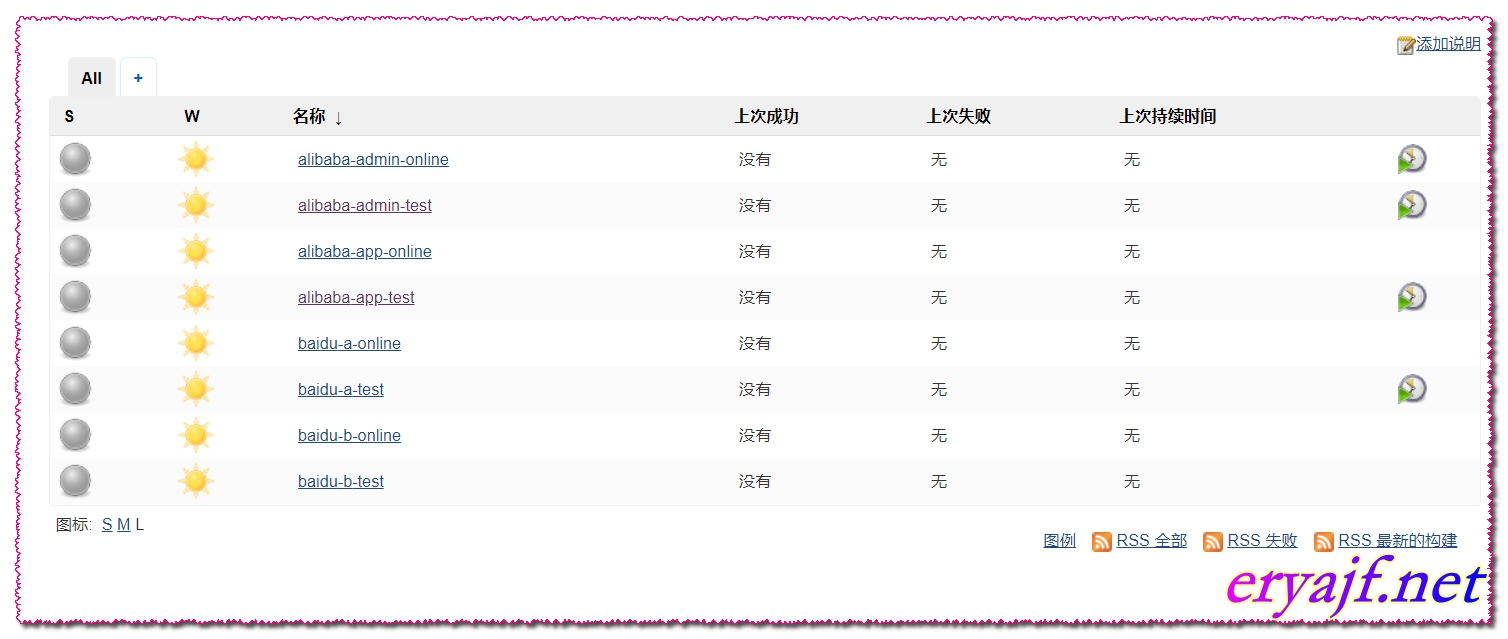 添加说明
All +
S W 名称 ↓ 上次成功 上次失败 上次持续时间
alibaba-admin-online 没有 无 无
alibaba-admin-test 没有 无 无
alibaba-app-online 没有 无 无
alibaba-app-test 没有 无 无
baidu-a-online 没有 无 无
baidu-a-test 没有 无 无
baidu-b-online 没有 无 无
baidu-b-test 没有 无 无
图标: S M L
图例 RSS 全部 RSS 失败 RSS 最新的构建
eryajf.net